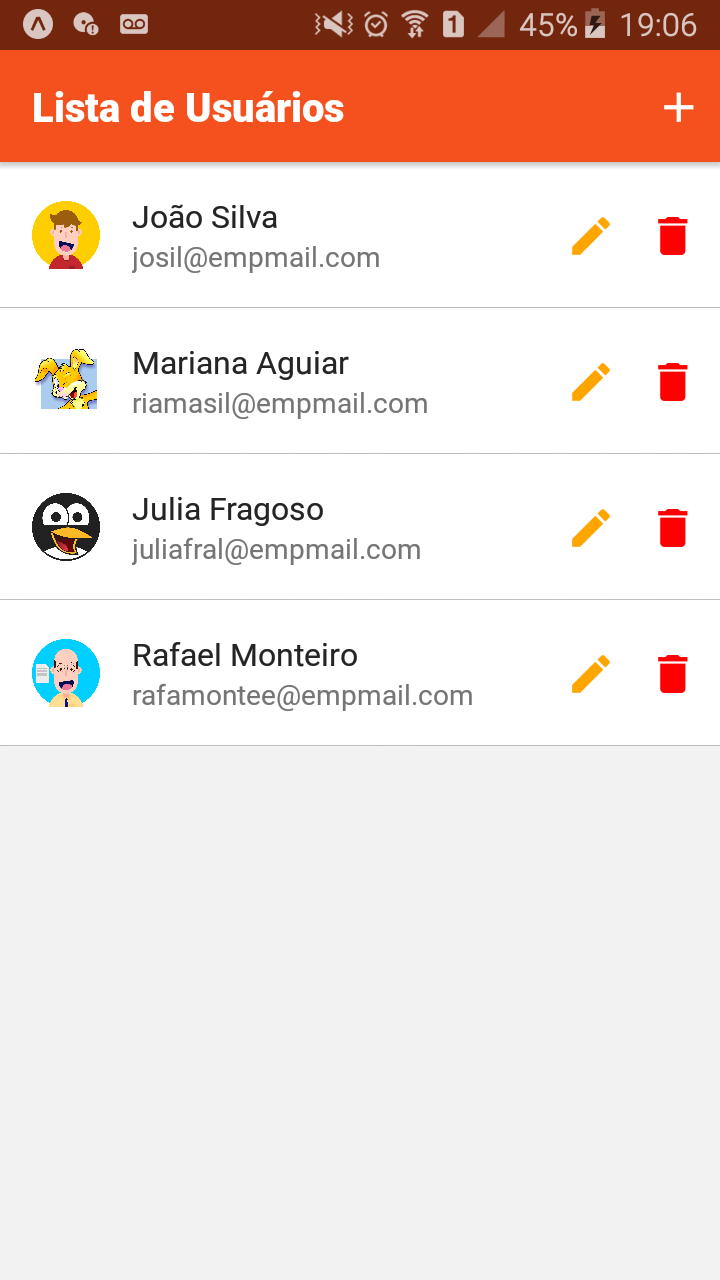 1 45% 19:06
Lista de Usuários
João Silva
josil@empmail.com
Mariana Aguiar
riamasil@empmail.com
Julia Fragoso
juliafral@empmail.com
Rafael Monteiro
rafamontee@empmail.com